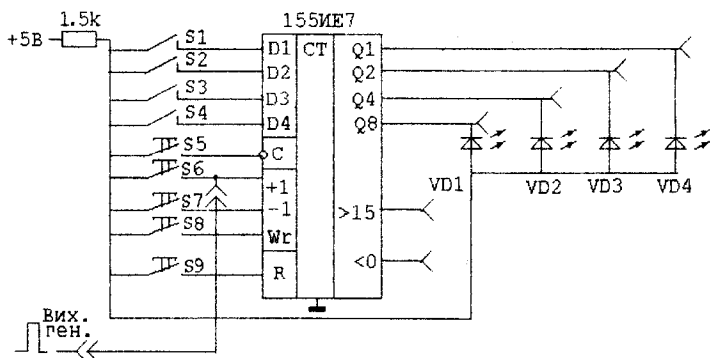 1.5k
155ИЕ7
+5В
S1
D1
CT
Q1
S2
D2
Q2
S3
D3
Q4
S4
D4
Q8
S5
C
S6
+1
VD1
VD2
VD3
VD4
S7
-1
>15
S8
Wr
<0
S9
R
Вих.
ген.